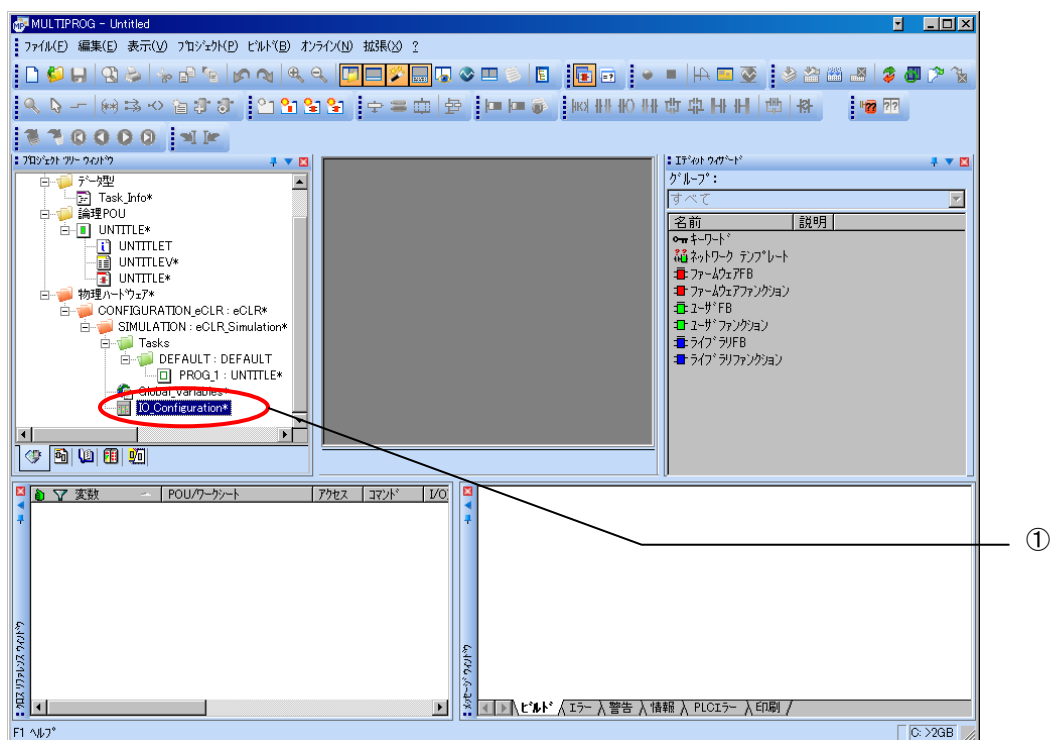 MULTIPROG - Untitled
ﾌｧｲﾙ(F) 編集(E) 表示(V) ﾌﾟﾛｼﾞｪｸﾄ(P) ﾋﾞﾙﾄﾞ(B) ｵﾝﾗｲﾝ(N) 拡張(X) ?
ﾌﾟﾛｼﾞｪｸﾄ ﾂﾘｰ ｳｨﾝﾄﾞｳ
ﾃﾞｰﾀ型
Task_Info*
論理POU
UNTITLE*
UNTITLET
UNTITLEV*
UNTITLE*
物理ﾊｰﾄﾞｳｪｱ*
CONFIGURATION_eCLR : eCLR*
SIMULATION : eCLR_Simulation*
Tasks
DEFAULT : DEFAULT
PROG_1 : UNTITLE*
Global_Variables*
IO_Configuration*
ｴﾃﾞｨｯﾄ ｳｨｻﾞｰﾄﾞ
ｸﾞﾙｰﾌﾟ:
すべて
名前 説明
ｷｰﾜｰﾄﾞ
ﾈｯﾄﾜｰｸ ﾃﾝﾌﾟﾚｰﾄ
ﾌｧｰﾑｳｪｱFB
ﾌｧｰﾑｳｪｱﾌｧﾝｸｼｮﾝ
ﾕｰｻﾞFB
ﾕｰｻﾞﾌｧﾝｸｼｮﾝ
ﾗｲﾌﾞﾗﾘFB
ﾗｲﾌﾞﾗﾘﾌｧﾝｸｼｮﾝ
変数 POU/ﾜｰｸｼｰﾄ ｱｸｾｽ ｺﾏﾝﾄﾞ I/O
①
ｸﾛｽ ﾘﾌｧﾚﾝｽ ｳｨﾝﾄﾞｳ
ﾒｯｾｰｼﾞ ｳｨﾝﾄﾞｳ
ﾋﾞﾙﾄﾞ ｴﾗｰ 警告 情報 PLCｴﾗｰ 印刷
F1 ﾍﾙﾌﾟ
C: >2GB